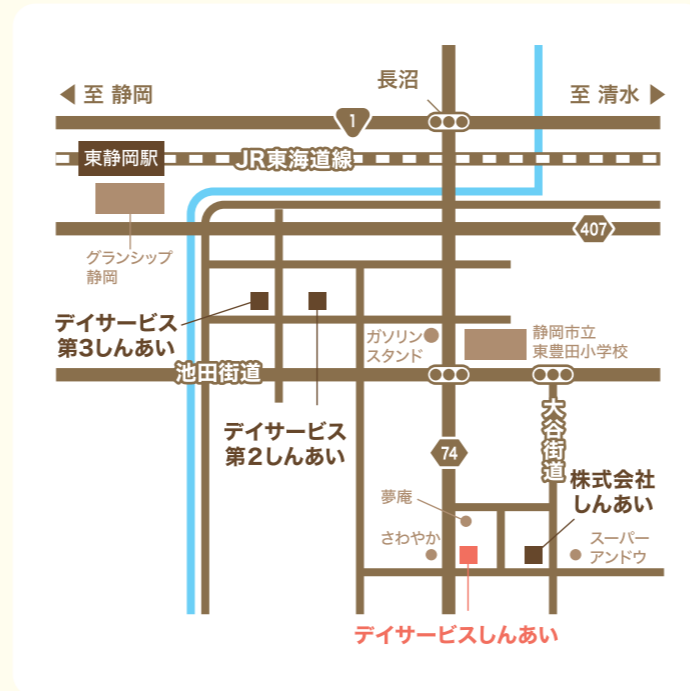 長沼
至 静岡
至 清水
1
東静岡駅
JR東海道線
407
グランシップ
静岡
デイサービス
第3しんあい
ガソリン
スタンド
静岡市立
東豊田小学校
池田街道
デイサービス
第2しんあい
大谷街道
74
株式会社
しんあい
夢庵
さわやか
スーパー
アンドウ
デイサービスしんあい